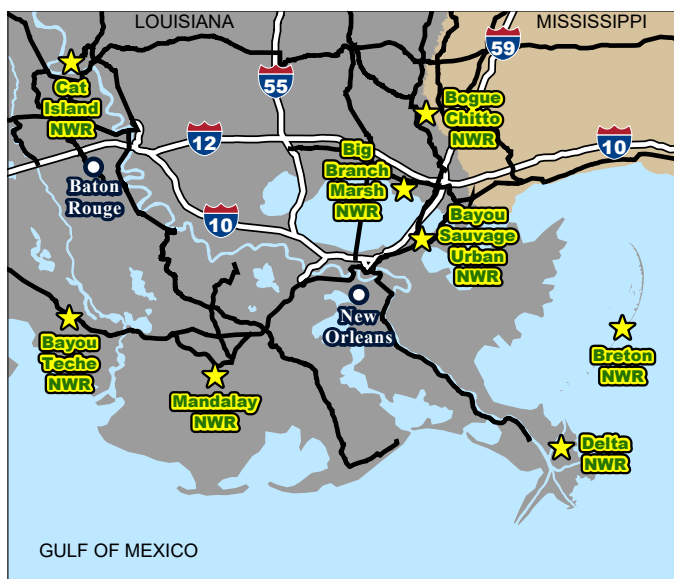 LOUISIANA
MISSISSIPPI
59
55
Cat
Island
NWR
Bogue
Chitto
NWR
12
10
Big
Branch
Marsh
NWR
Baton
Rouge
10
Bayou
Sauvage
Urban
NWR
New
Orleans
Bayou
Teche
NWR
Breton
NWR
Mandalay
NWR
Delta
NWR
GULF OF MEXICO